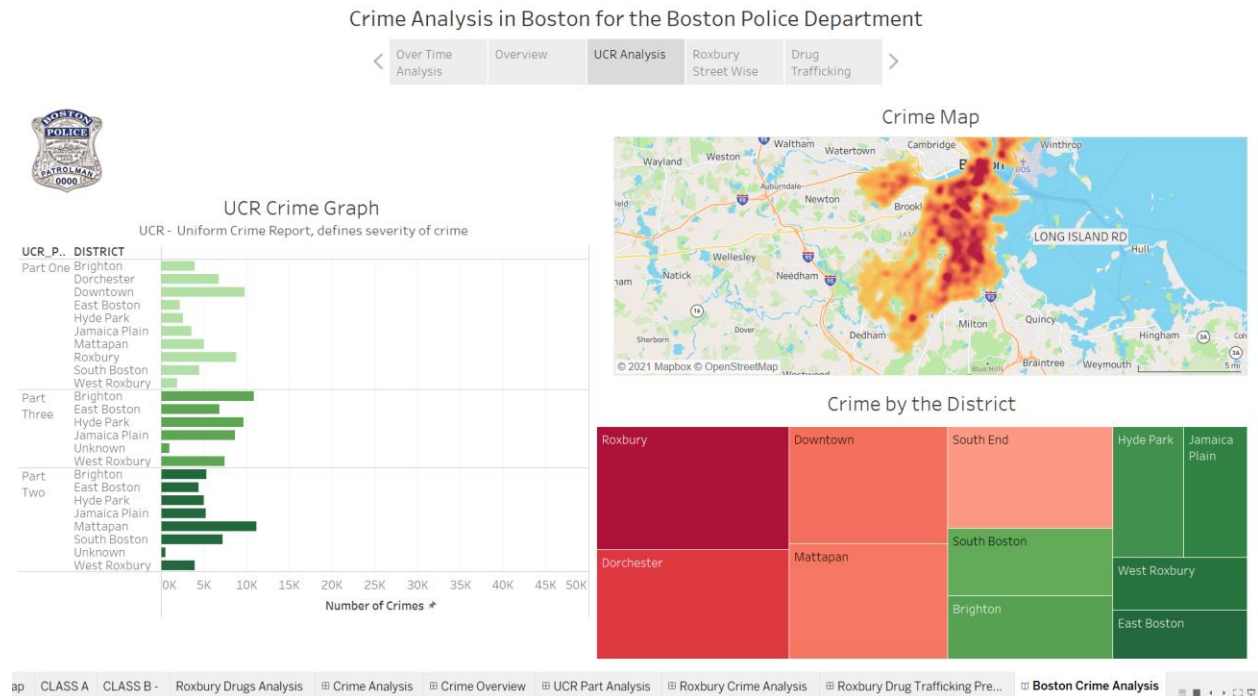 Crime Analysis in Boston for the Boston Police Department
Over Time
Analysis
Overview
UCR Analysis
Roxbury
Street Wise
Drug
Trafficking
BOSTON
POLICE
PATROLMAN
0000
UCR Crime Graph
UCR - Uniform Crime Report, defines severity of crime
UCR_P.. DISTRICT
Part One Brighton
Dorchester
Downtown
East Boston
Hyde Park
Jamaica Plain
Mattapan
Roxbury
South Boston
West Roxbury
Part Three Brighton
East Boston
Hyde Park
Jamaica Plain
Unknown
West Roxbury
Part Two Brighton
East Boston
Hyde Park
Jamaica Plain
Mattapan
South Boston
Unknown
West Roxbury
0K 5K 10K 15K 20K 25K 30K 35K 40K 45K 50K
Number of Crimes
Crime Map
Wayland
Weston
Waltham
Watertown
Cambridge
Winthrop
BOS
Auburndale
Newton
LONG ISLAND RD
Hull
Wellesley
Natick
Needham
16
Dover
Sherborn
Dedham
Milton
Quincy
Hingham
3A
3A
Braintree
Weymouth
Blue Hills
5 mi
© 2021 Mapbox © OpenStreetMap
Crime by the District
Roxbury
Downtown
South End
Hyde Park
Jamaica
Plain
Dorchester
Mattapan
South Boston
Brighton
West Roxbury
East Boston
ap CLASS A CLASS B - Roxbury Drugs Analysis Crime Analysis Crime Overview UCR Part Analysis Roxbury Crime Analysis Roxbury Drug Trafficking Pre... Boston Crime Analysis